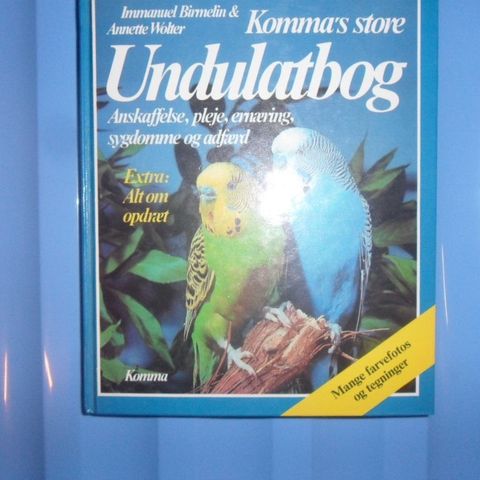 Immanuel Birmelin &
Annette Wolter
Komma's store
Undulatbog
Anskaffelse, pleje, ernæring,
sygdomme og adfærd
Extra:
Alt om
opdræt
Komma
Mange farvefotos
og tegninger